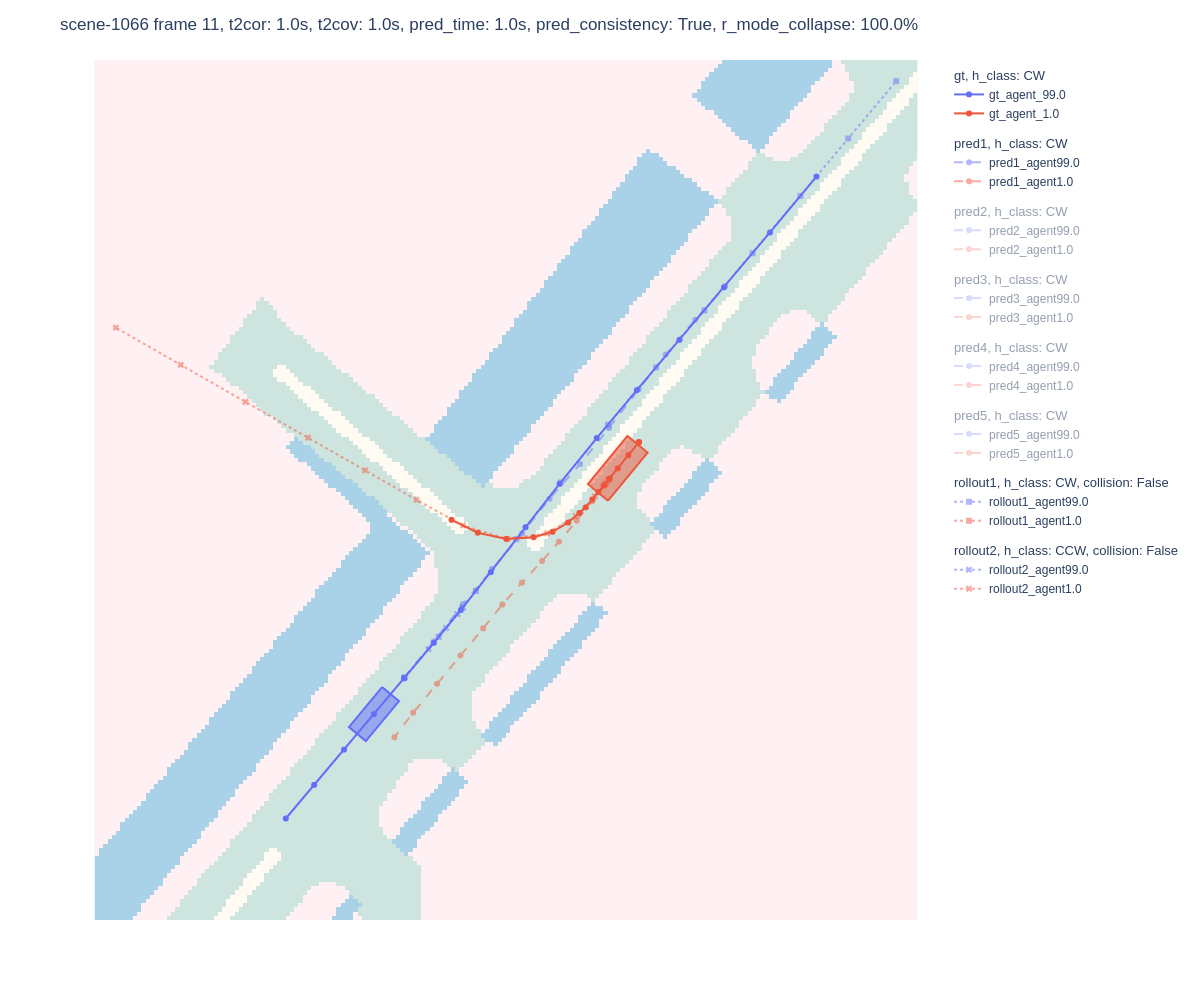 scene-1066 frame 11, t2cor: 1.0s, t2cov: 1.0s, pred_time: 1.0s, pred_consistency: True, r_mode_collapse: 100.0%
gt, h_class: CW
gt_agent_99.0
gt_agent_1.0
pred1, h_class: CW
pred1_agent99.0
pred1_agent1.0
pred2, h_class: CW
pred2_agent99.0
pred2_agent1.0
pred3, h_class: CW
pred3_agent99.0
pred3_agent1.0
pred4, h_class: CW
pred4_agent99.0
pred4_agent1.0
pred5, h_class: CW
pred5_agent99.0
pred5_agent1.0
rollout1, h_class: CW, collision: False
rollout1_agent99.0
rollout1_agent1.0
rollout2, h_class: CCW, collision: False
rollout2_agent99.0
rollout2_agent1.0